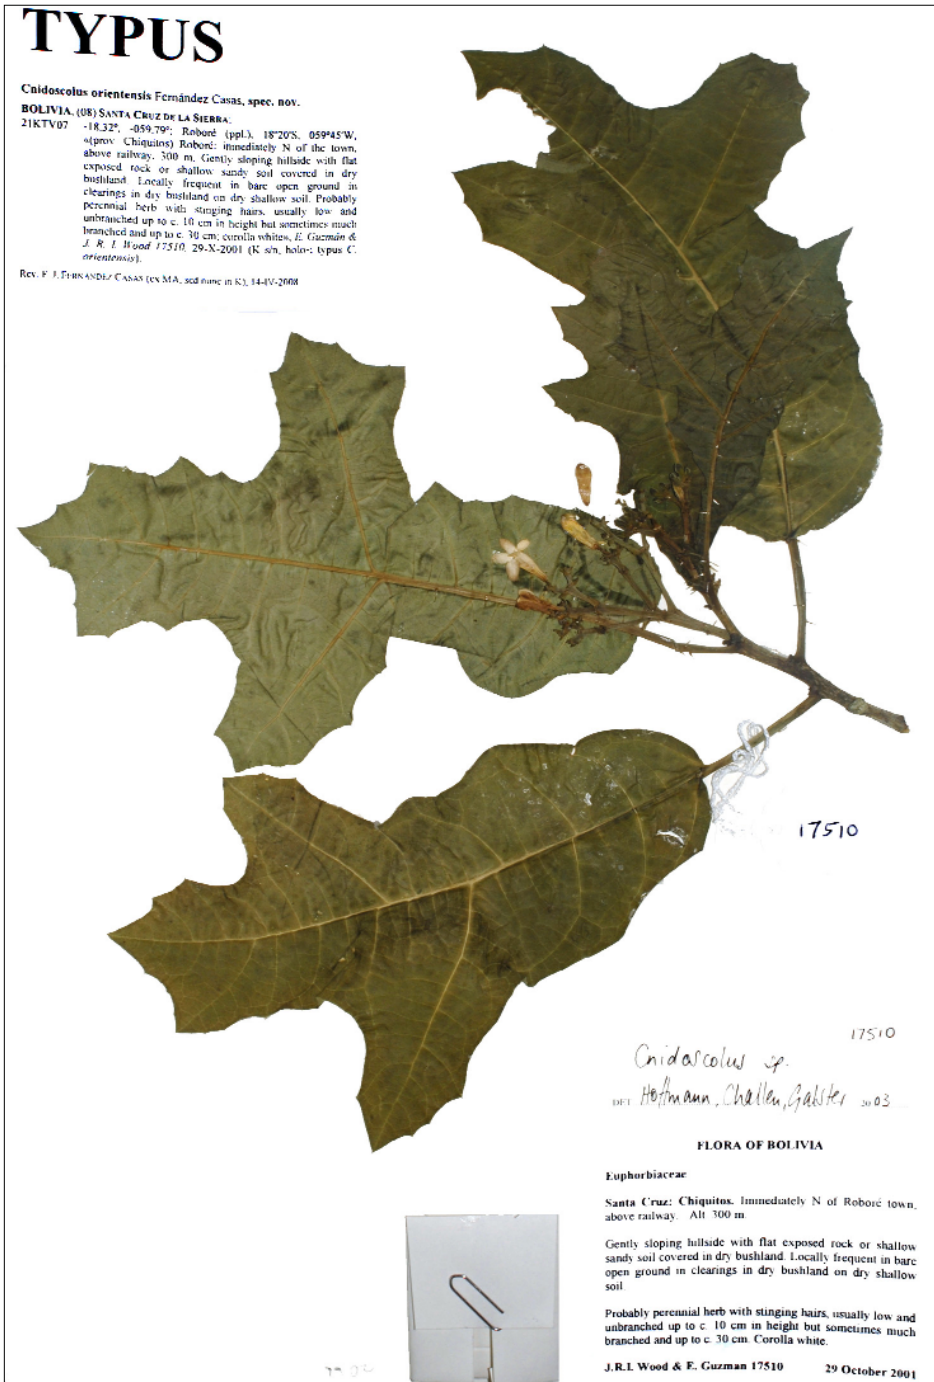 TYPUS
Cnidoscolus orientensis Fernández Casas, spec. nov.
BOLIVIA, (08) SANTA CRUZ DE LA SIERRA:
21KTV07 -18.32º, -059.79º; Roboré (ppl.), 18º20'S, 059º45'W,
«(prov Chiquitos) Roboré: immediately N of the town,
above railway, 300 m. Gently sloping hillside with flat
exposed rock or shallow sandy soil covered in dry
bushland. Locally frequent in bare open ground in
clearings in dry bushland on dry shallow soil. Probably
perennial herb with stinging hairs, usually low and
unbranched up to c. 10 cm in height but sometimes much
branched and up to c. 30 cm; corolla white», E. Guzmán &
J. R. I. Wood 17510, 29-X-2001 (K s/n, holo-: typus C.
orientensis).
Rev. F. J. FERNÁNDEZ CASAS (ex MA, sed nunc in K), 14-IV-2008
17510
17510
Cnidoscolus sp.
DET Hoffmann, Challen, 2003
FLORA OF BOLIVIA
Euphorbiaceae
Santa Cruz: Chiquitos. Immediately N of Roboré town,
above railway. Alt 300 m.
Gently sloping hillside with flat exposed rock or shallow
sandy soil covered in dry bushland. Locally frequent in bare
open ground in clearings in dry bushland on dry shallow
soil.
Probably perennial herb with stinging hairs, usually low and
unbranched up to c. 10 cm in height but sometimes much
branched and up to c. 30 cm. Corolla white.
J.R.I. Wood & E. Guzman 17510 29 October 2001